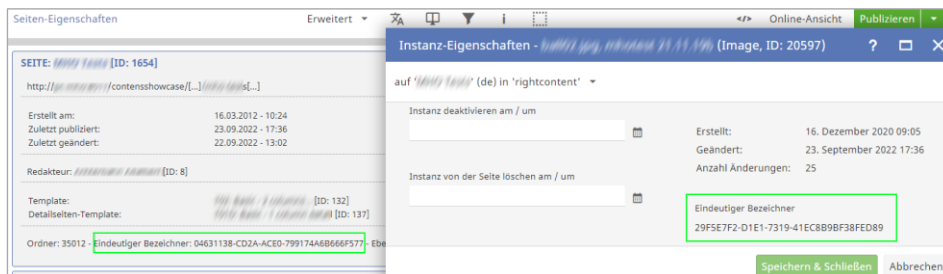 Seiten-Eigenschaften
Erweitert
Online-Ansicht
Publizieren
SEITE: [ID: 1654]
http:// /contensshowcase/[...] s[...]
Erstellt am: 16.03.2012 - 10:24
Zuletzt publiziert: 23.09.2022 - 17:36
Zuletzt geändert: 22.09.2022 - 13:02
Redakteur: [ID: 8]
Template: [ID: 132]
Detailseiten-Template: [ID: 137]
Ordner: 35012 - Eindeutiger Bezeichner: 04631138-CD2A-ACE0-799174A6B666F577 - Ebe
Instanz-Eigenschaften - (Image, ID: 20597)
auf ' ' (de) in 'rightcontent'
Instanz deaktivieren am / um
Instanz von der Seite löschen am / um
Erstellt: 16. Dezember 2020 09:05
Geändert: 23. September 2022 17:36
Anzahl Änderungen: 25
Eindeutiger Bezeichner
29F5E7F2-D1E1-7319-41EC8B9BF38FED89
Speichern & Schließen
Abbrechen